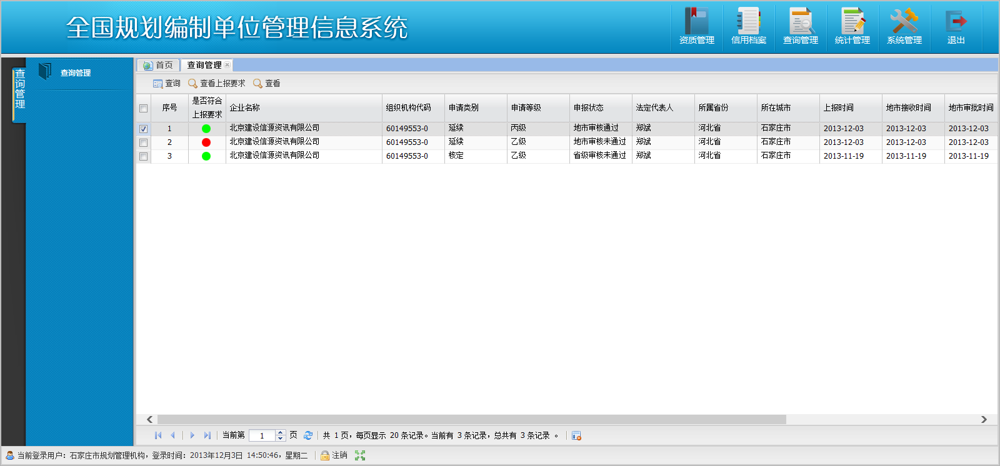 全国规划编制单位管理信息系统
资质管理 信用档案 查询管理 统计管理 系统管理 退出
查询管理
查询管理
首页 查询管理
查询 查看上报要求 查看
序号 是否符合上报要求 企业名称 组织机构代码 申请类别 申请等级 申报状态 法定代表人 所属省份 所在城市 上报时间 地市接收时间 地市审批时间
1 北京建设信源资讯有限公司 60149553-0 延续 丙级 地市审核通过 郑斌 河北省 石家庄市 2013-12-03 2013-12-03 2013-12-03
2 北京建设信源资讯有限公司 60149553-0 延续 乙级 地市审核未通过 郑斌 河北省 石家庄市 2013-12-03 2013-12-03 2013-12-03
3 北京建设信源资讯有限公司 60149553-0 核定 乙级 省级审核未通过 郑斌 河北省 石家庄市 2013-11-19 2013-11-19 2013-11-19
当前第 1 页 共 1 页，每页显示 20 条记录。当前有 3 条记录，总共有 3 条记录 。
当前登录用户：石家庄市规划管理机构，登录时间：2013年12月3日 14:50:46，星期二 注销